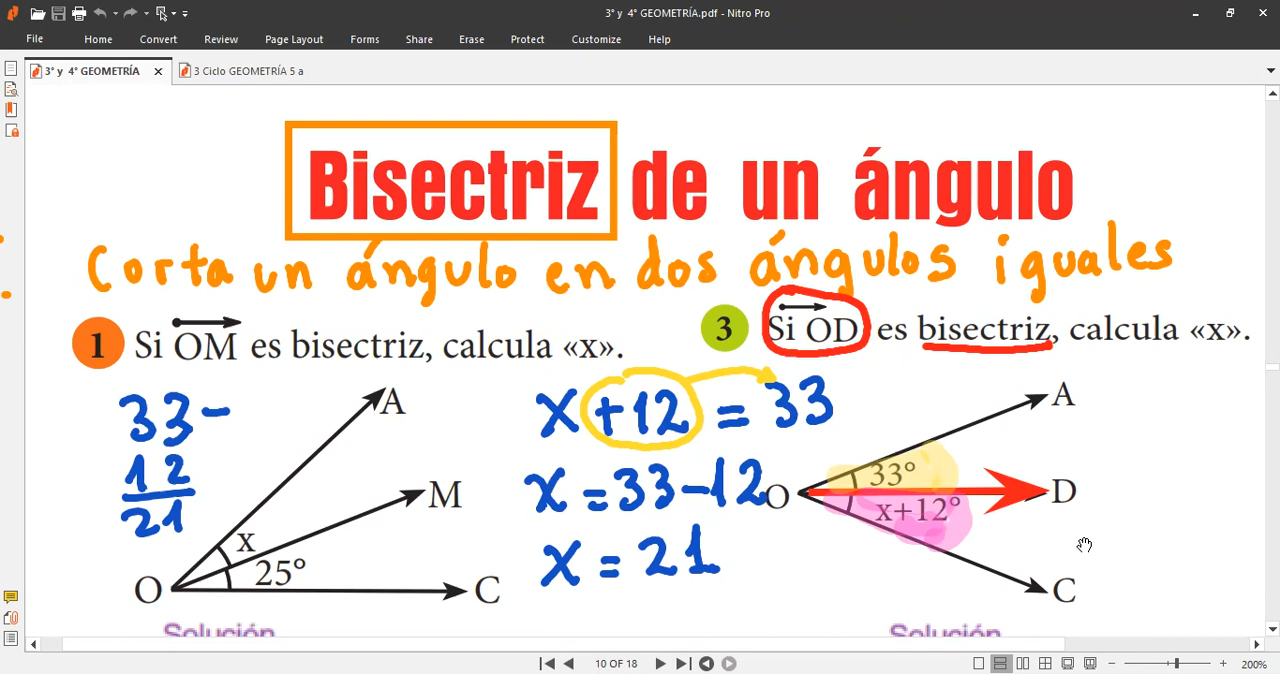 3° y 4° GEOMETRÍA.pdf - Nitro Pro
File Home Convert Review Page Layout Forms Share Erase Protect Customize Help
3° y 4° GEOMETRÍA 3 Ciclo GEOMETRÍA 5 a
Bisectriz de un ángulo
Corta un ángulo en dos ángulos iguales
1 Si OM es bisectriz, calcula «x».
33-
12
21
A
M
x
25°
O
C
Solución
3 Si OD es bisectriz, calcula «x».
x +12 = 33
x = 33-12
x = 21
A
33°
O
D
x+12°
C
Solución
10 OF 18
200%